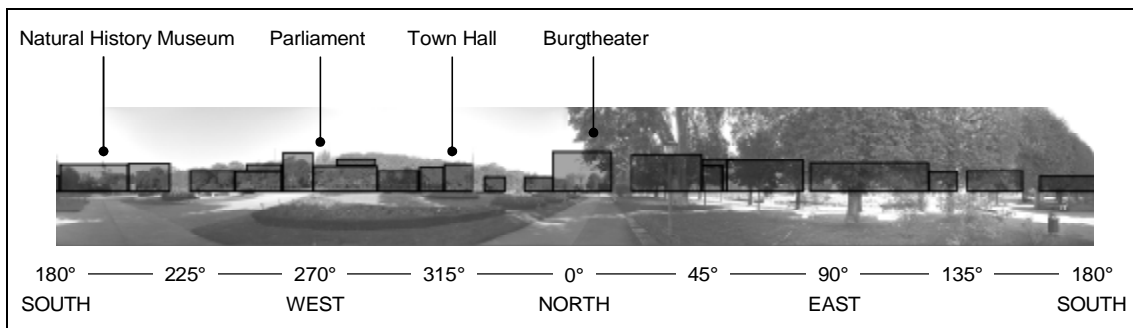 Natural History Museum Parliament Town Hall Burgtheater
180° 225° 270° 315° 0° 45° 90° 135° 180°
SOUTH WEST NORTH EAST SOUTH